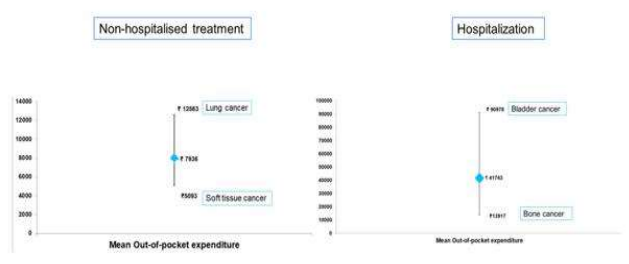 Non-hospitalised treatment
14000
12000
10000
8000
6000
4000
2000
0
₹ 12563
Lung cancer
₹ 7936
₹5093
Soft tissue cancer
Mean Out-of-pocket expenditure
Hospitalization
100000
90000
80000
70000
60000
50000
40000
30000
20000
10000
0
Bladder cancer
₹ 41743
Bone cancer
Mean Out-of-pocket expenditure